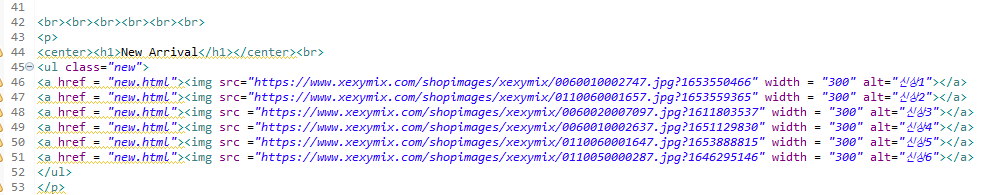 41
42 <br><br><br><br><br><br>
43 <p>
44 <center><h1>New Arrival</h1></center><br>
45 <ul class="new">
46 <a href = "new.html"><img src="https://www.xexymix.com/shopimages/xexymix/0060010002747.jpg?1653550466" width = "300" alt="신상1"></a>
47 <a href = "new.html"><img src="https://www.xexymix.com/shopimages/xexymix/0110060001657.jpg?1653559365" width = "300" alt="신상2"></a>
48 <a href = "new.html"><img src ="https://www.xexymix.com/shopimages/xexymix/0060020007097.jpg?1611803537" width = "300" alt="신상3"></a>
49 <a href = "new.html"><img src ="https://www.xexymix.com/shopimages/xexymix/0060010002637.jpg?1651129830" width = "300" alt="신상4"></a>
50 <a href = "new.html"><img src ="https://www.xexymix.com/shopimages/xexymix/0110060001647.jpg?1653888815" width = "300" alt="신상5"></a>
51 <a href = "new.html"><img src ="https://www.xexymix.com/shopimages/xexymix/0110050000287.jpg?1646295146" width = "300" alt="신상6"></a>
52 </ul>
53 </p>